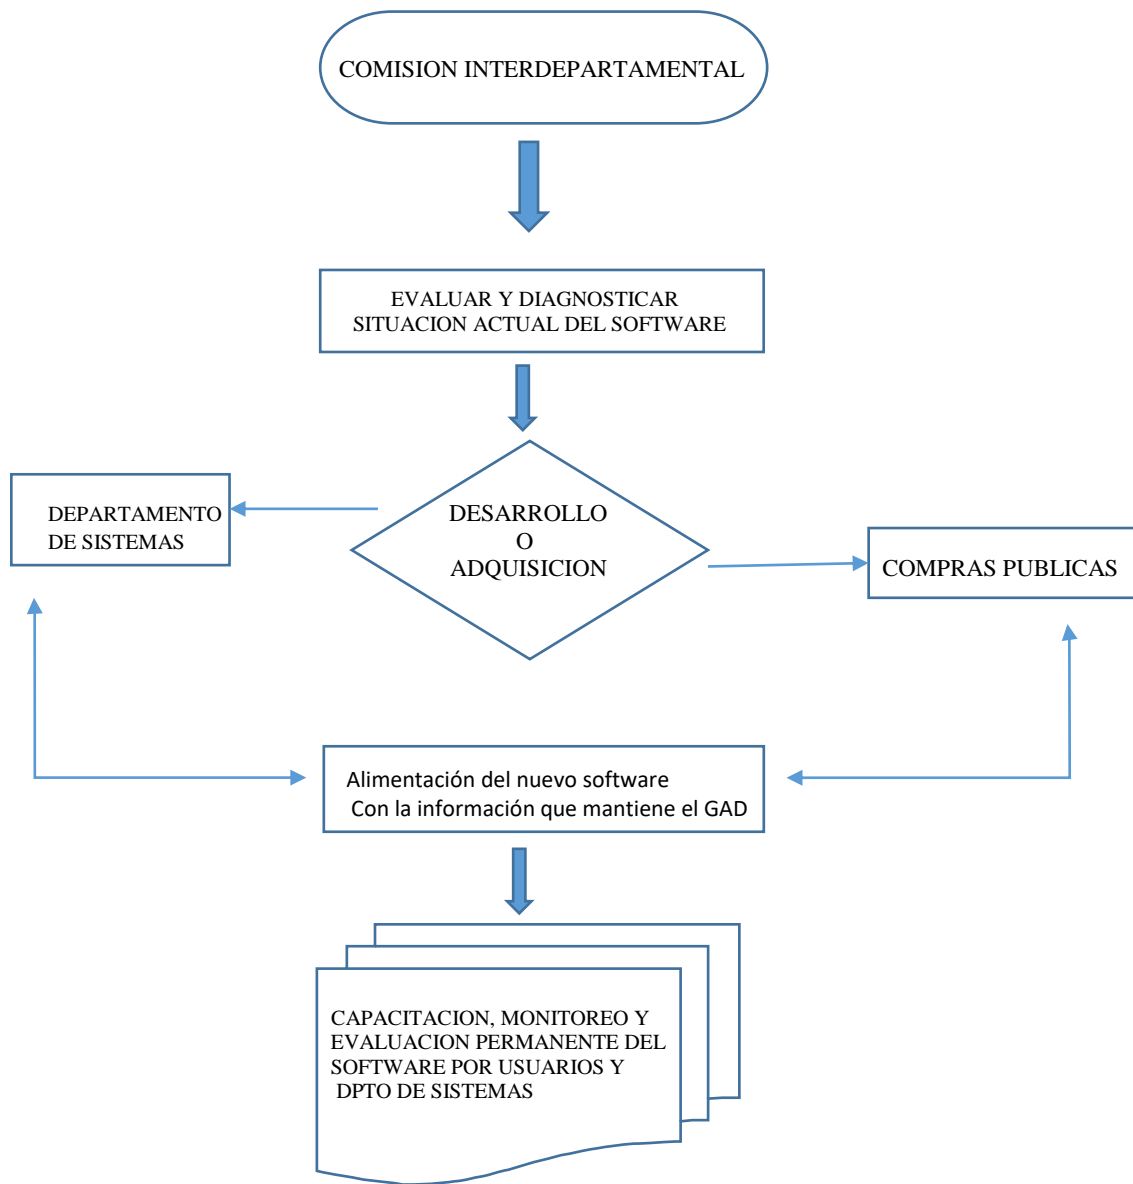 COMISION INTERDEPARTAMENTAL
EVALUAR Y DIAGNOSTICAR
SITUACION ACTUAL DEL SOFTWARE
DESARROLLO
O
ADQUISICION
DEPARTAMENTO
DE SISTEMAS
COMPRAS PUBLICAS
Alimentación del nuevo software
Con la información que mantiene el GAD
CAPACITACION, MONITOREO Y
EVALUACION PERMANENTE DEL
SOFTWARE POR USUARIOS Y
DPTO DE SISTEMAS